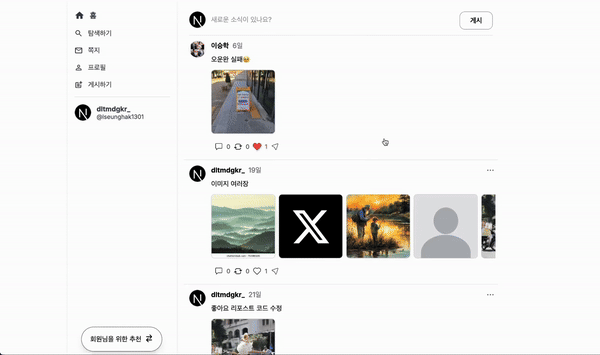 홈
탐색하기
쪽지
프로필
게시하기
dltmdgkr_
@lseunghak1301
회원님을 위한 추천
새로운 소식이 있나요?
게시
이승학 6일
오운완 실패🥹
0 0 1
dltmdgkr_ 19일
이미지 여러장
0 0 1
dltmdgkr_ 21일
좋아요 리포스트 코드 수정